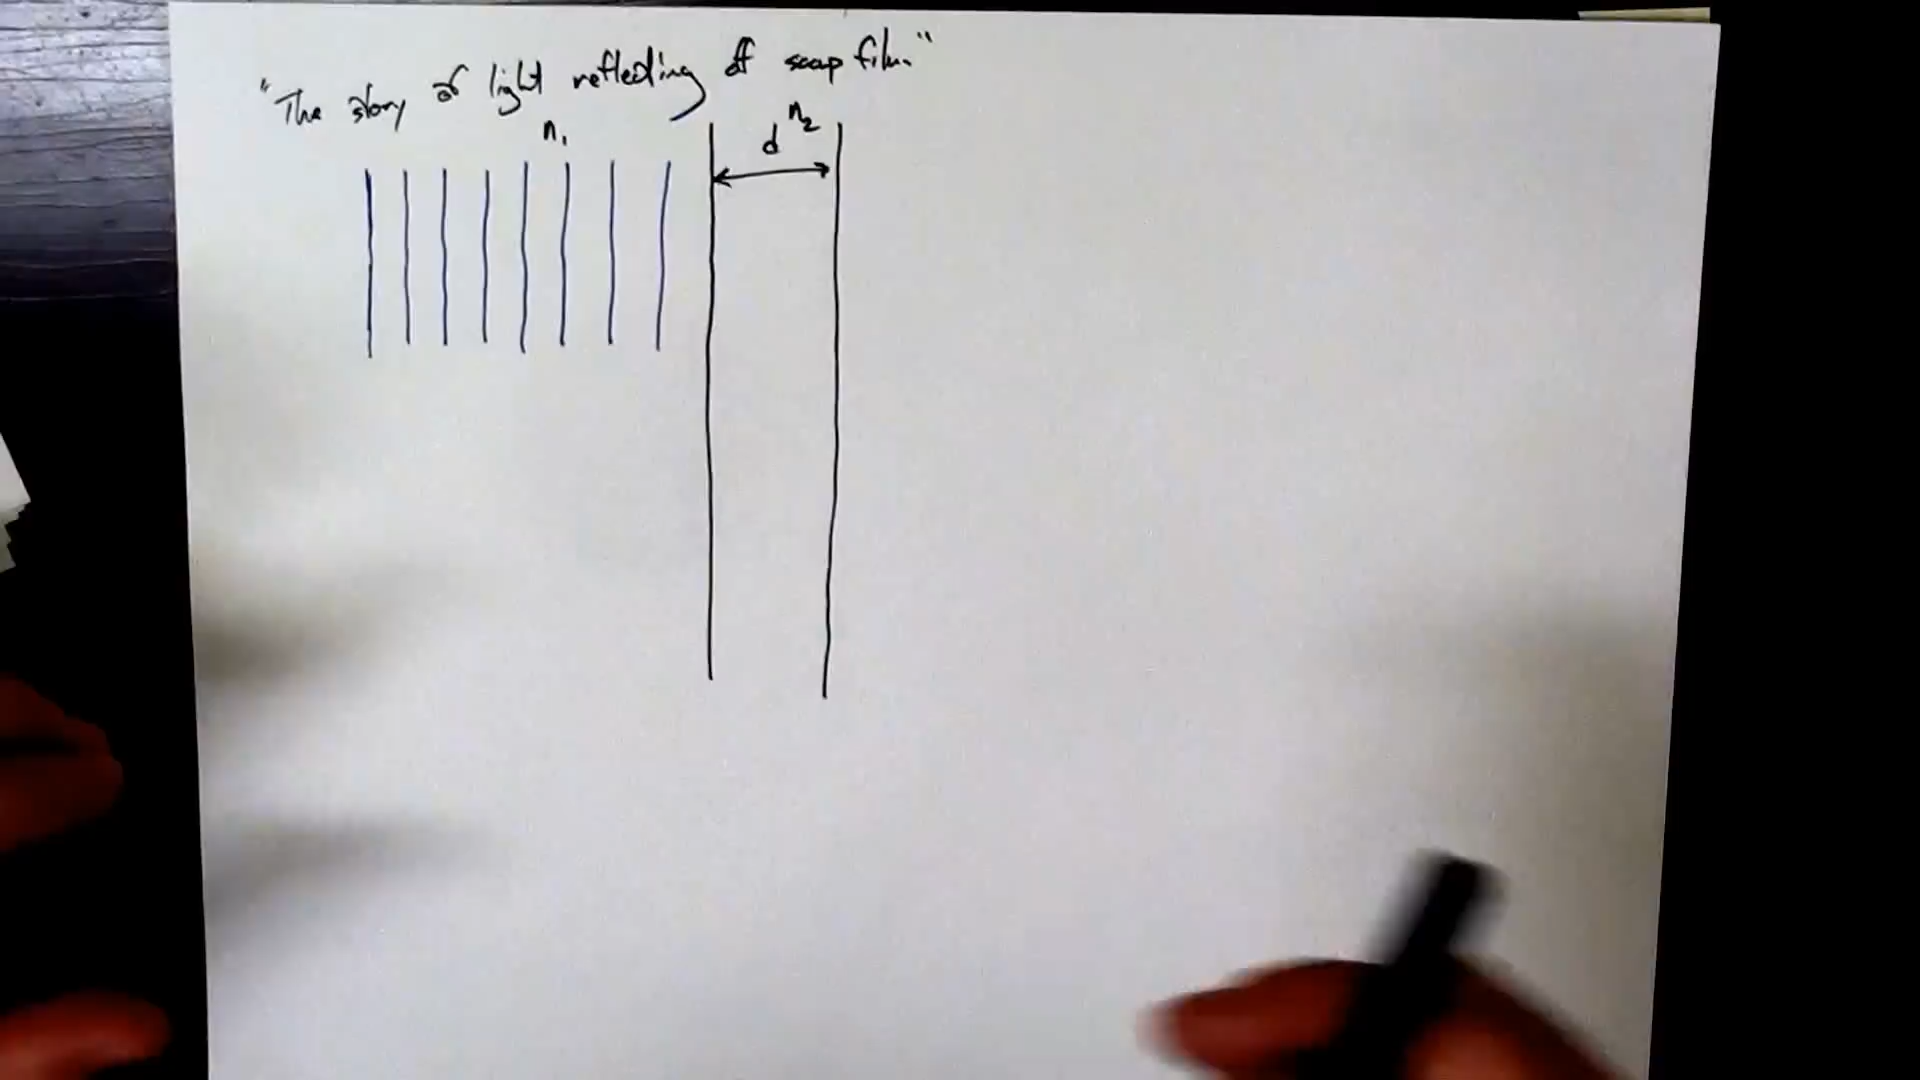 "The story of light reflecting off soap film."
n₁
d
n₂